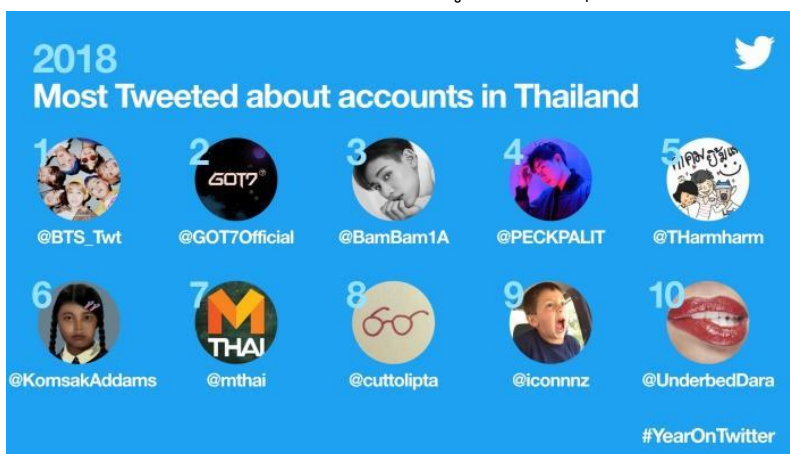 2018
Most Tweeted about accounts in Thailand
1 2 3 4 5
GOT7
@BTS_Twt @GOT7Official @BamBam1A @PECKPALIT @THarmharm
6 7 8 9 10
M
THAI
@KomsakAddams @mthai @cuttolipta @iconnnz @UnderbedDara
#YearOnTwitter